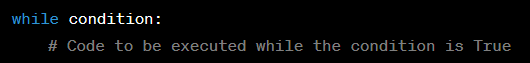 while condition:
    # Code to be executed while the condition is True